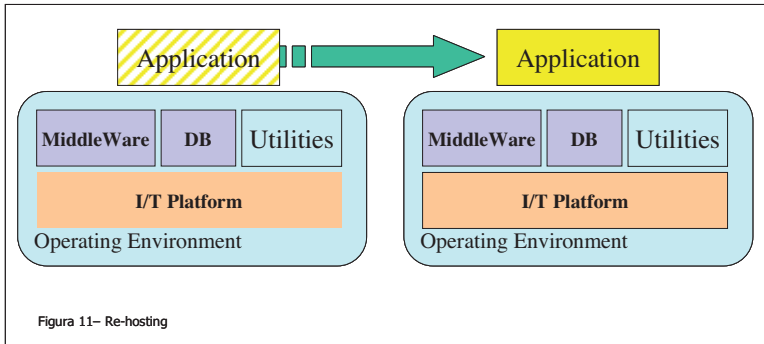 Application
Application
MiddleWare DB Utilities
I/T Platform
Operating Environment
MiddleWare DB Utilities
I/T Platform
Operating Environment
Figura 11– Re-hosting